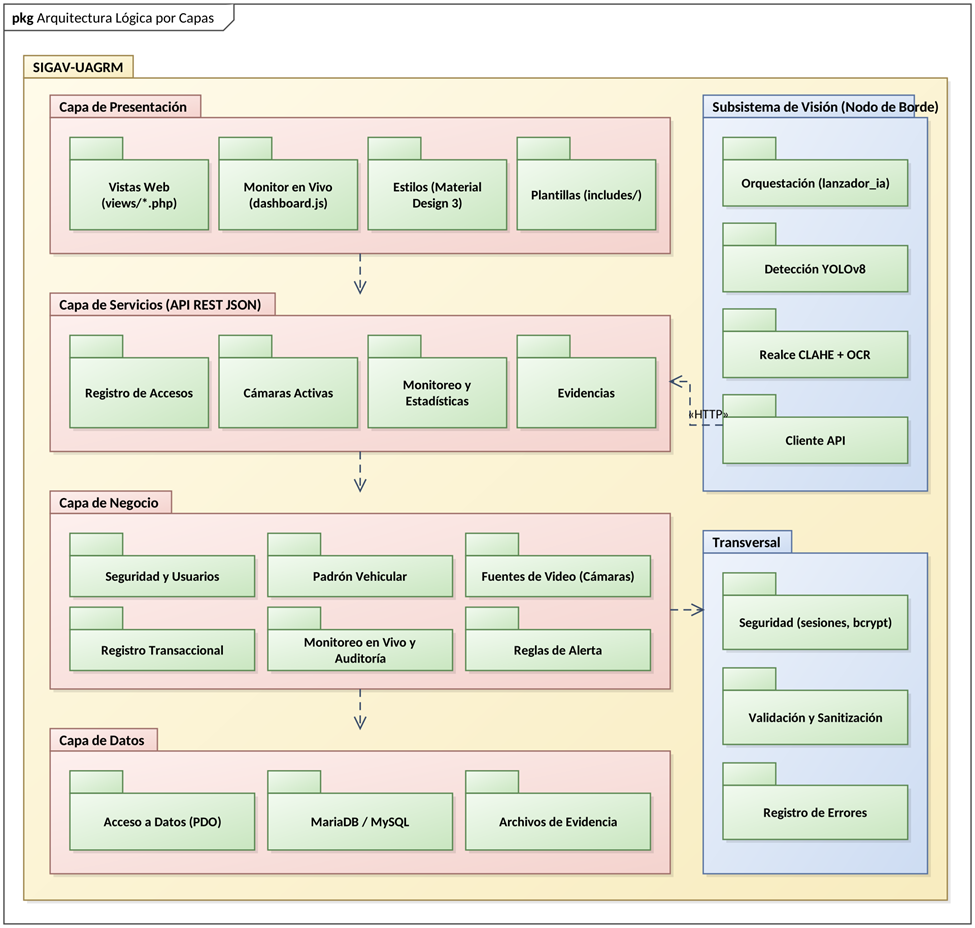 pkg Arquitectura Lógica por Capas
SIGAV-UAGRM
Capa de Presentación
Vistas Web
(views/*.php)
Monitor en Vivo
(dashboard.js)
Estilos (Material
Design 3)
Plantillas (includes/)
Capa de Servicios (API REST JSON)
Registro de Accesos
Cámaras Activas
Monitoreo y
Estadísticas
Evidencias
Capa de Negocio
Seguridad y Usuarios
Padrón Vehicular
Fuentes de Video (Cámaras)
Registro Transaccional
Monitoreo en Vivo y
Auditoría
Reglas de Alerta
Capa de Datos
Acceso a Datos (PDO)
MariaDB / MySQL
Archivos de Evidencia
Subsistema de Visión (Nodo de Borde)
Orquestación (lanzador_ia)
Detección YOLOv8
Realce CLAHE + OCR
«HTTP»
Cliente API
Transversal
Seguridad (sesiones, bcrypt)
Validación y Sanitización
Registro de Errores